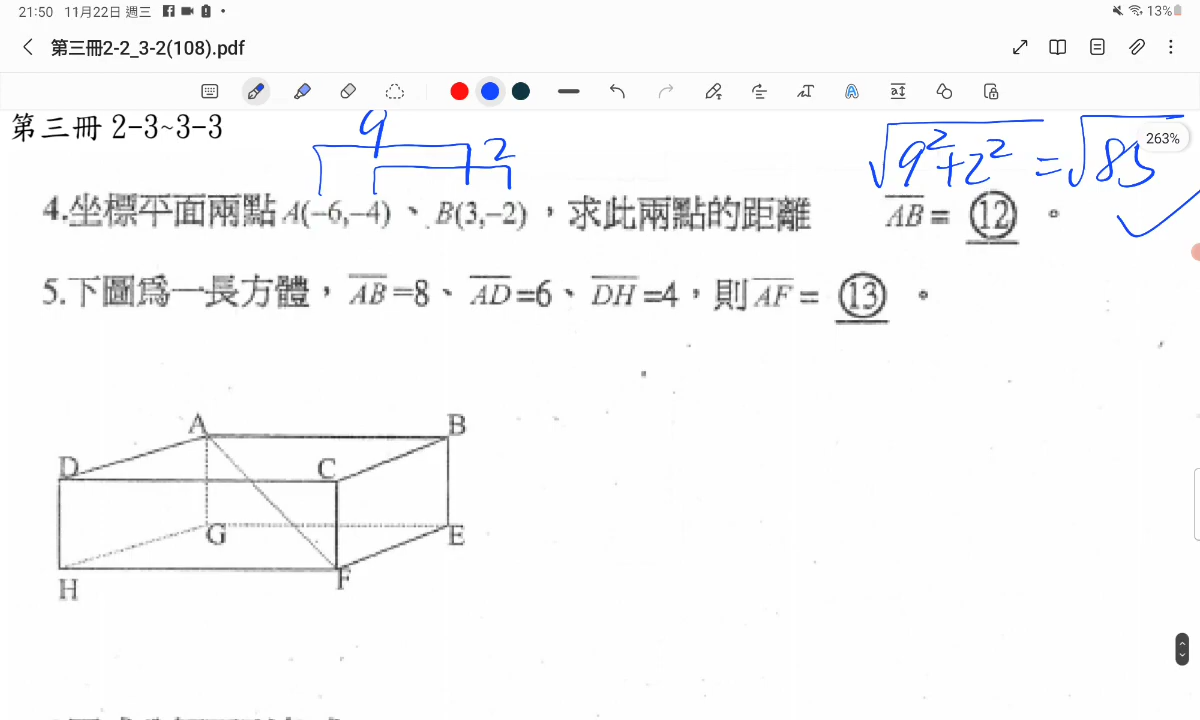 21:50 11月22日 週三 13%
第三冊2-2_3-2(108).pdf
263%
第三冊 2-3~3-3
9 2 √9²+2² = √85
4.坐標平面兩點 A(−6,−4)、B(3,−2),求此兩點的距離 AB = ⑫ 。
5.下圖爲一長方體,AB=8、AD=6、DH=4,則AF= ⑬ 。
A B
D C
G E
H F